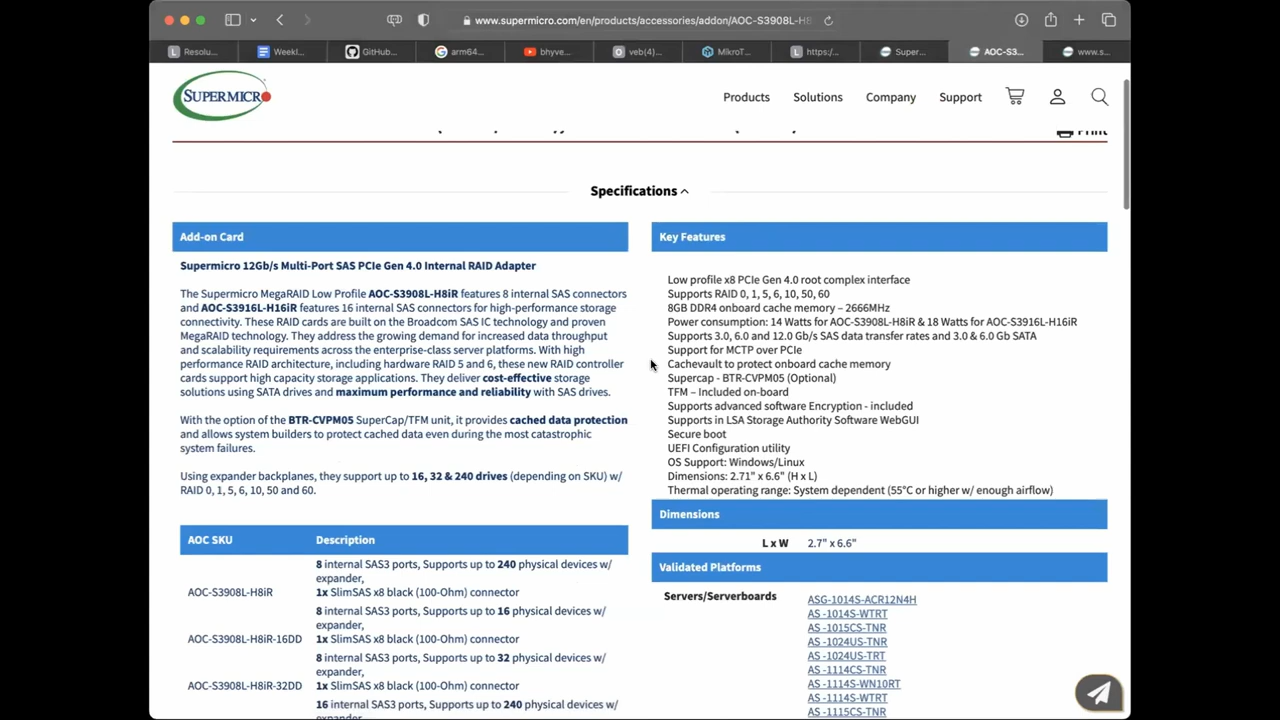 www.supermicro.com/en/products/accessories/addon/AOC-S3908L-H8
Resolu...
Weekl...
GitHub...
arm64...
bhyve...
veb(4)...
MikroT...
https:/...
Super...
AOC-S3...
www.s...
SUPERMICRO
Products
Solutions
Company
Support
Print
Specifications
Add-on Card
Supermicro 12Gb/s Multi-Port SAS PCIe Gen 4.0 Internal RAID Adapter
The Supermicro MegaRAID Low Profile AOC-S3908L-H8iR features 8 internal SAS connectors
and AOC-S3916L-H16iR features 16 internal SAS connectors for high-performance storage
connectivity. These RAID cards are built on the Broadcom SAS IC technology and proven
MegaRAID technology. They address the growing demand for increased data throughput
and scalability requirements across the enterprise-class server platforms. With high
performance RAID architecture, including hardware RAID 5 and 6, these new RAID controller
cards support high capacity storage applications. They deliver cost-effective storage
solutions using SATA drives and maximum performance and reliability with SAS drives.
With the option of the BTR-CVPM05 SuperCap/TFM unit, it provides cached data protection
and allows system builders to protect cached data even during the most catastrophic
system failures.
Using expander backplanes, they support up to 16, 32 & 240 drives (depending on SKU) w/
RAID 0, 1, 5, 6, 10, 50 and 60.
AOC SKU
Description
8 internal SAS3 ports, Supports up to 240 physical devices w/
expander,
AOC-S3908L-H8iR
1x SlimSAS x8 black (100-Ohm) connector
8 internal SAS3 ports, Supports up to 16 physical devices w/
expander,
AOC-S3908L-H8iR-16DD
1x SlimSAS x8 black (100-Ohm) connector
8 internal SAS3 ports, Supports up to 32 physical devices w/
expander,
AOC-S3908L-H8iR-32DD
1x SlimSAS x8 black (100-Ohm) connector
16 internal SAS3 ports, Supports up to 240 physical devices w/
Key Features
Low profile x8 PCIe Gen 4.0 root complex interface
Supports RAID 0, 1, 5, 6, 10, 50, 60
8GB DDR4 onboard cache memory – 2666MHz
Power consumption: 14 Watts for AOC-S3908L-H8iR & 18 Watts for AOC-S3916L-H16iR
Supports 3.0, 6.0 and 12.0 Gb/s SAS data transfer rates and 3.0 & 6.0 Gb SATA
Support for MCTP over PCIe
Cachevault to protect onboard cache memory
Supercap - BTR-CVPM05 (Optional)
TFM – Included on-board
Supports advanced software Encryption - included
Supports in LSA Storage Authority Software WebGUI
Secure boot
UEFI Configuration utility
OS Support: Windows/Linux
Dimensions: 2.71" x 6.6" (H x L)
Thermal operating range: System dependent (55°C or higher w/ enough airflow)
Dimensions
L x W 2.7" x 6.6"
Validated Platforms
Servers/Serverboards
ASG-1014S-ACR12N4H
AS -1014S-WTRT
AS -1015CS-TNR
AS -1024US-TNR
AS -1024US-TRT
AS -1114CS-TNR
AS -1114S-WN10RT
AS -1114S-WTRT
AS -1115CS-TNR